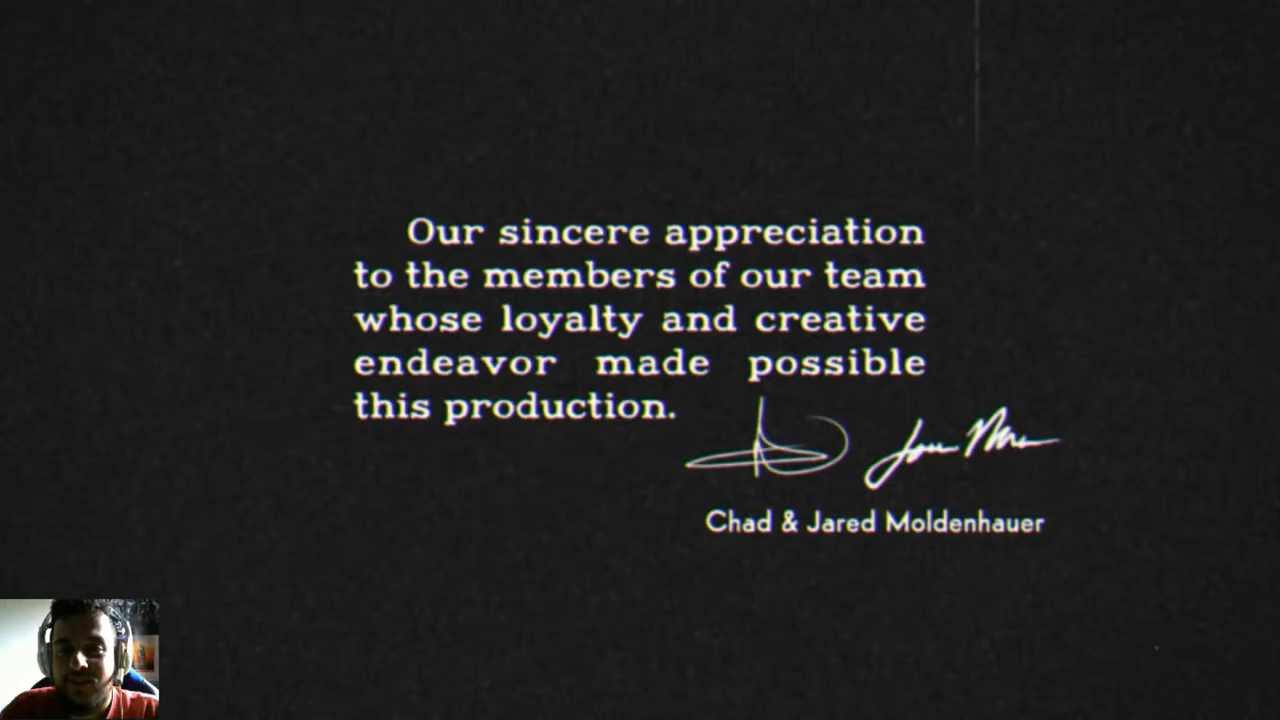 Our sincere appreciation
to the members of our team
whose loyalty and creative
endeavor made possible
this production.
Chad & Jared Moldenhauer